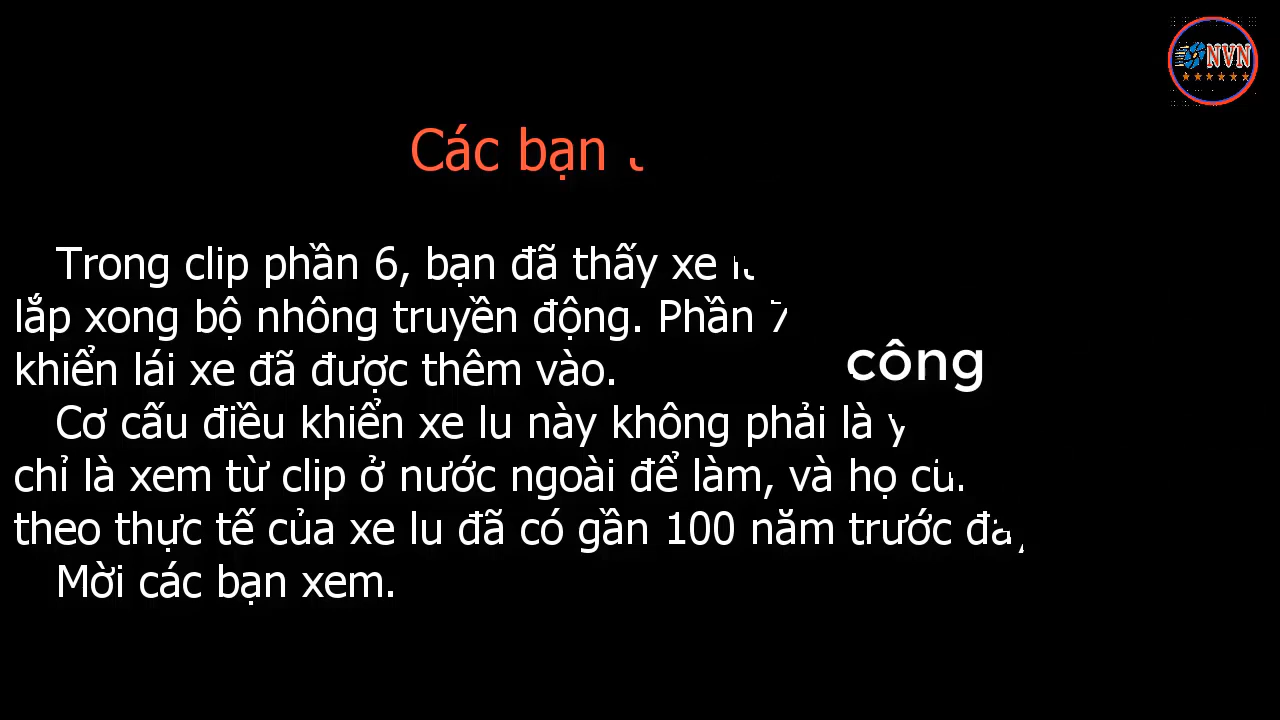 NVN
Các bạn
Trong clip phần 6, bạn đã thấy xe
lắp xong bộ nhông truyền động. Phần 7
khiển lái xe đã được thêm vào.
công
Cơ cấu điều khiển xe lu này không phải là
chỉ là xem từ clip ở nước ngoài để làm, và họ
theo thực tế của xe lu đã có gần 100 năm trước
Mời các bạn xem.